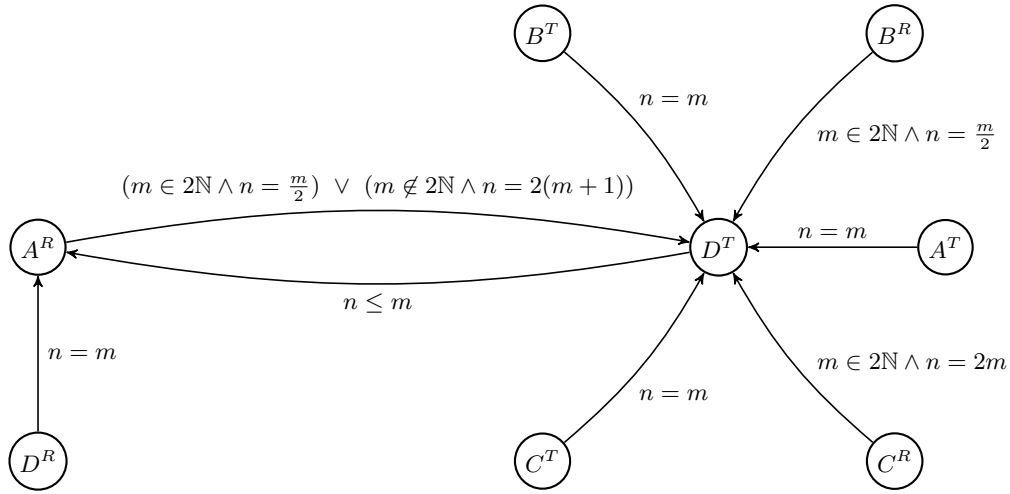 B^T
B^R
n = m
m ∈ 2ℕ ∧ n = m/2
(m ∈ 2ℕ ∧ n = m/2) ∨ (m ∉ 2ℕ ∧ n = 2(m + 1))
A^R
D^T
n = m
A^T
n ≤ m
n = m
m ∈ 2ℕ ∧ n = 2m
n = m
D^R
C^T
C^R